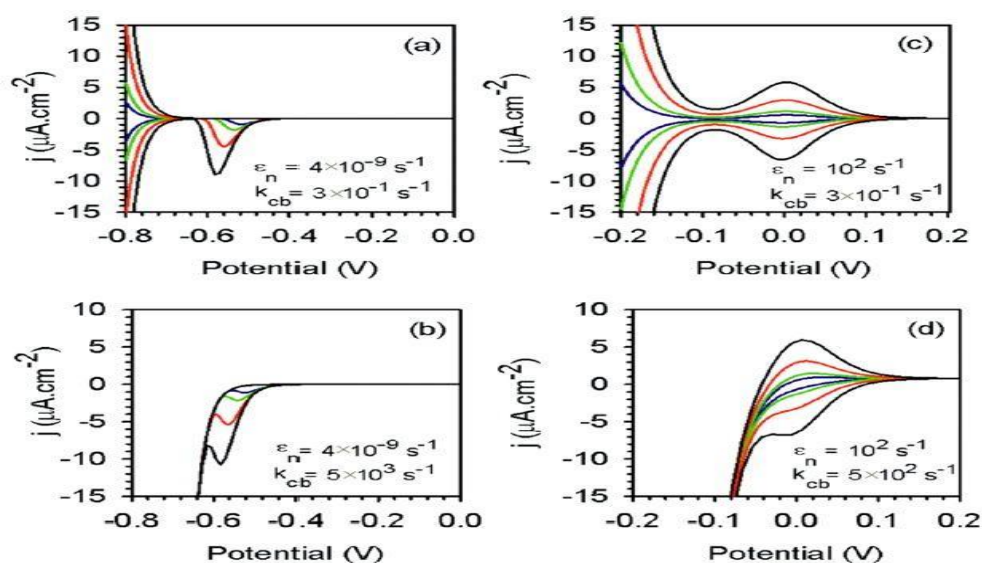 (a)
15
10
5
0
-5
-10
-15
j (μA.cm-2)
εn = 4×10-9 s-1
kcb= 3×10-1 s-1
-0.8 -0.6 -0.4 -0.2 0.0
Potential (V)
(c)
15
10
5
0
-5
-10
-15
j (μA.cm-2)
εn = 102 s-1
kcb= 3×10-1 s-1
-0.2 -0.1 0.0 0.1 0.2
Potential (V)
(b)
10
5
0
-5
-10
-15
j (μA.cm-2)
εn = 4×10-9 s-1
kcb= 5×103 s-1
-0.8 -0.6 -0.4 -0.2 0.0
Potential (V)
(d)
10
5
0
-5
-10
-15
j (μA.cm-2)
εn = 102 s-1
kcb= 5×102 s-1
-0.2 -0.1 0.0 0.1 0.2
Potential (V)